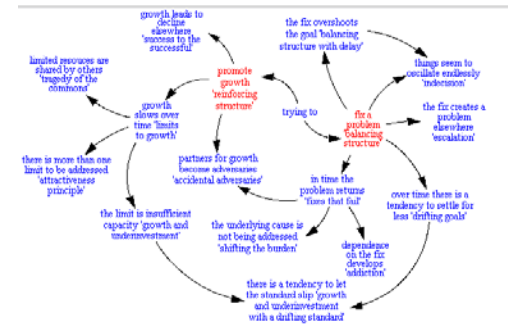 growth leads to
decline
elsewhere
'success to the
successful'
the fix overshoots
the goal 'balancing
structure with delay'
limited resouces are
shared by others
'tragedy of the
commons'
promote
growth
'reinforcing
structure'
things seem to
oscillate endlessly
'indecision'
growth
slows over
time 'limits
to growth'
trying to
fix a
problem
'balancing
structure'
the fix creates a
problem
elsewhere
'escalation'
there is more than one
limit to be addressed
'attractiveness
principle'
partners for growth
become adversaries
'accidental adversaries'
in time the
problem returns
'fixes that fail'
over time there is a
tendency to settle for
less 'drifting goals'
the limit is insufficient
capacity 'growth and
underinvestment'
the underlying cause is
not being addressed
'shifting the burden'
dependence
on the fix
develops
'addiction'
there is a tendency to let
the standard slip 'growth
and underinvestment
with a drifting standard'